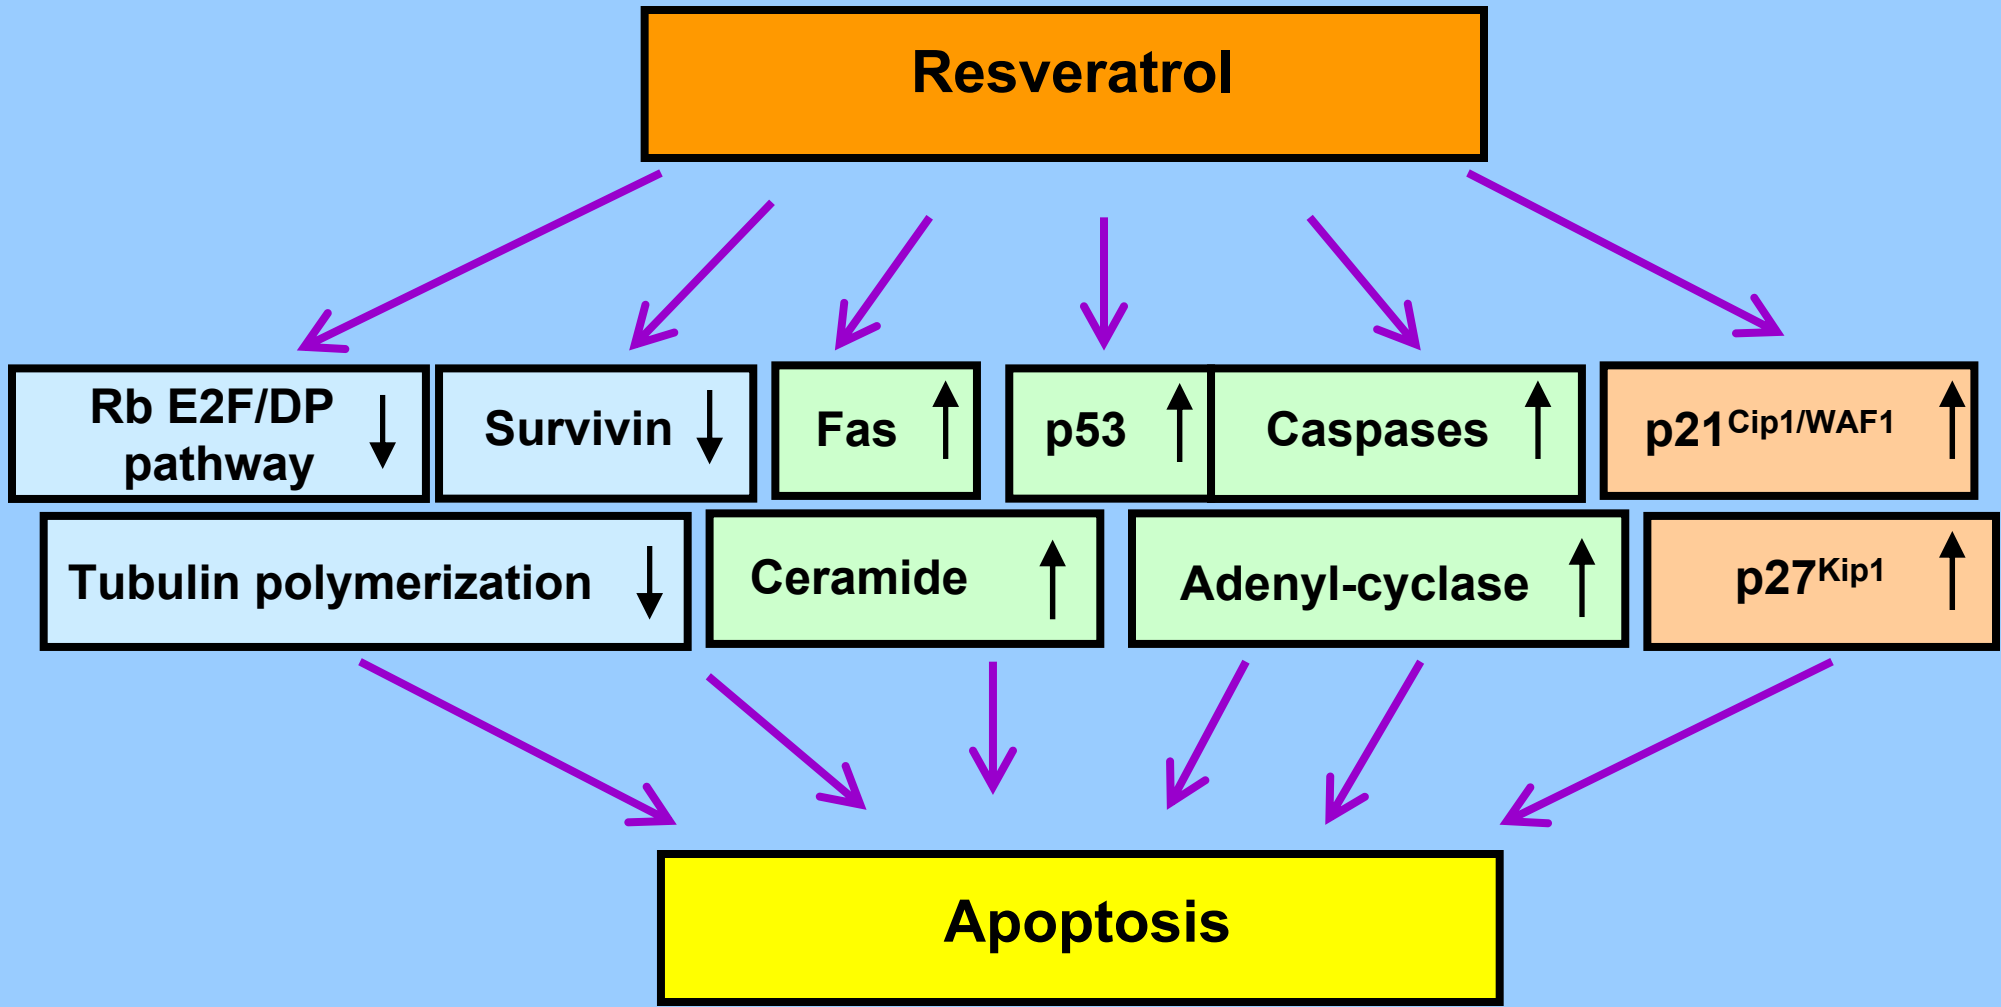 Resveratrol
Rb E2F/DP
pathway
Survivin
Fas
p53
Caspases
p21Cip1/WAF1
Tubulin polymerization
Ceramide
Adenyl-cyclase
p27Kip1
Apoptosis